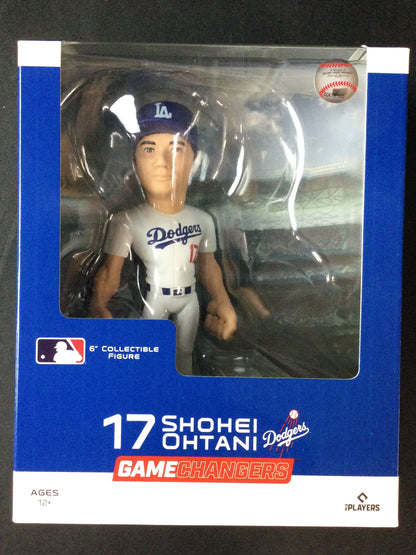 LA
Dodgers
17
6" COLLECTIBLE
FIGURE
17 SHOHEI
OHTANI
Dodgers
GAMECHANGERS
AGES
12+
PLAYERS